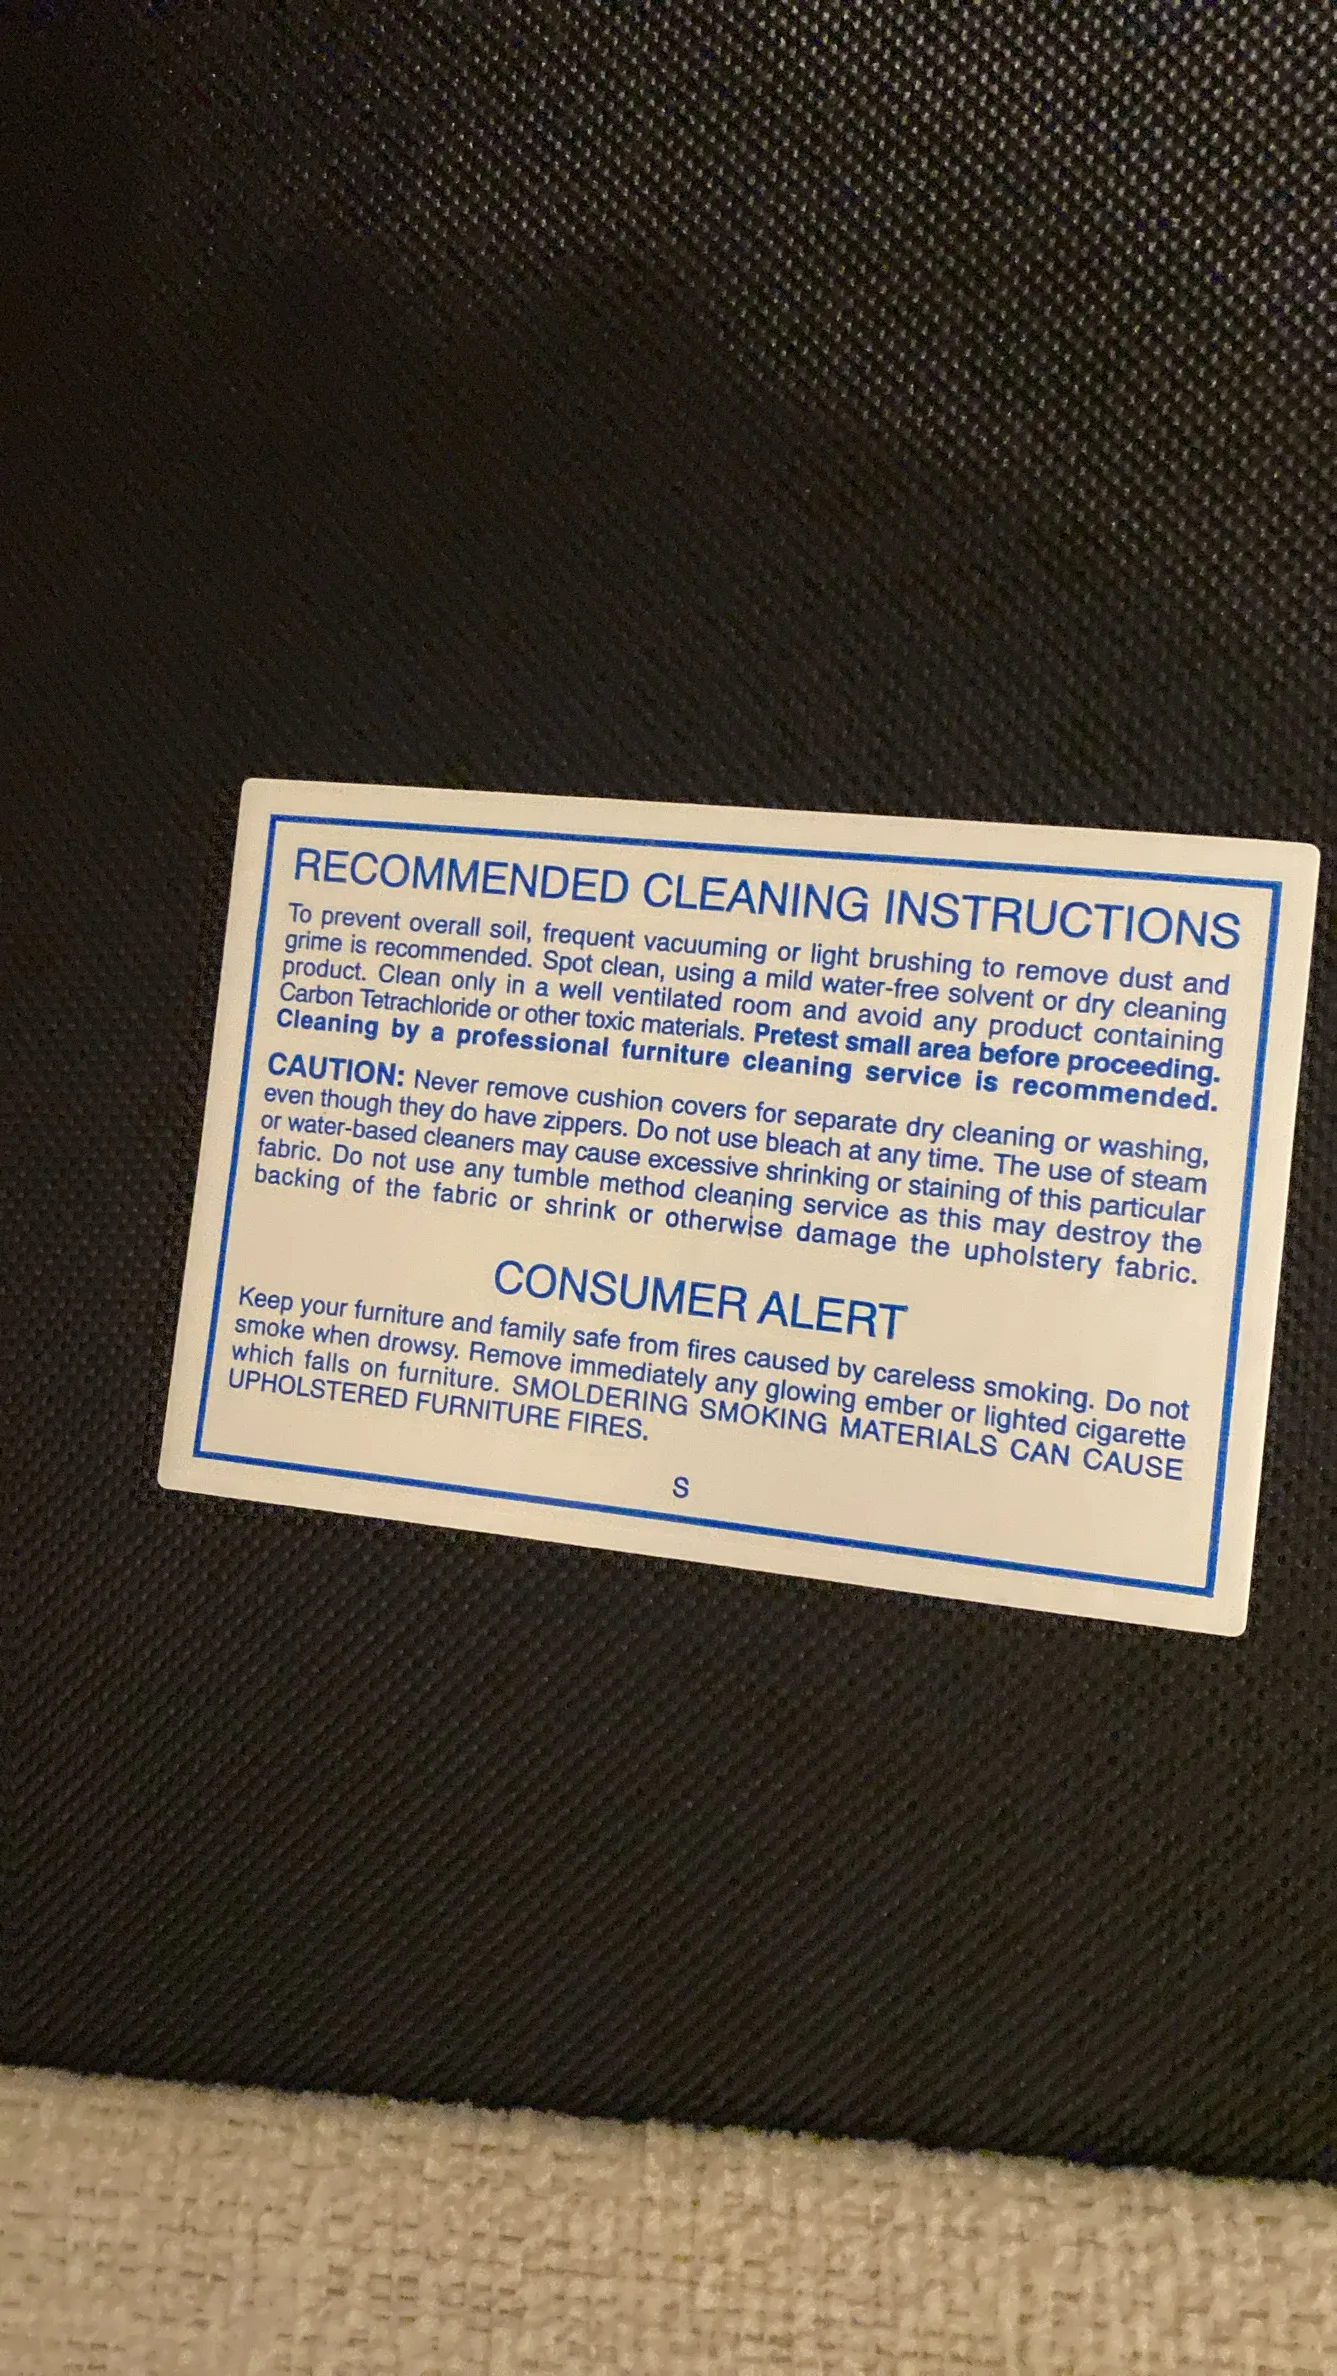 RECOMMENDED CLEANING INSTRUCTIONS
To prevent overall soil, frequent vacuuming or light brushing to remove dust and
grime is recommended. Spot clean, using a mild water-free solvent or dry cleaning
product. Clean only in a well ventilated room and avoid any product containing
Carbon Tetrachloride or other toxic materials. Pretest small area before proceeding.
Cleaning by a professional furniture cleaning service is recommended.
CAUTION: Never remove cushion covers for separate dry cleaning or washing,
even though they do have zippers. Do not use bleach at any time. The use of steam
or water-based cleaners may cause excessive shrinking or staining of this particular
fabric. Do not use any tumble method cleaning service as this may destroy the
backing of the fabric or shrink or otherwise damage the upholstery fabric.
CONSUMER ALERT
Keep your furniture and family safe from fires caused by careless smoking. Do not
smoke when drowsy. Remove immediately any glowing ember or lighted cigarette
which falls on furniture. SMOLDERING SMOKING MATERIALS CAN CAUSE
UPHOLSTERED FURNITURE FIRES.
S